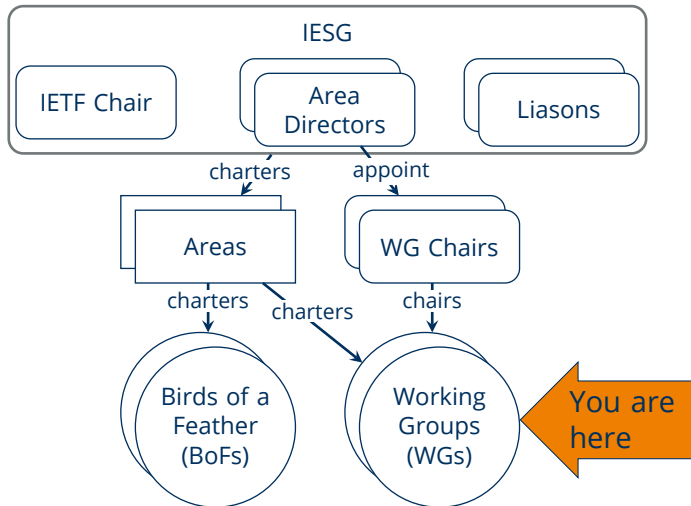 IESG
IETF Chair
Area
Directors
Liasons
charters
appoint
Areas
WG Chairs
charters
charters
chairs
Birds of a
Feather
(BoFs)
Working
Groups
(WGs)
You are
here